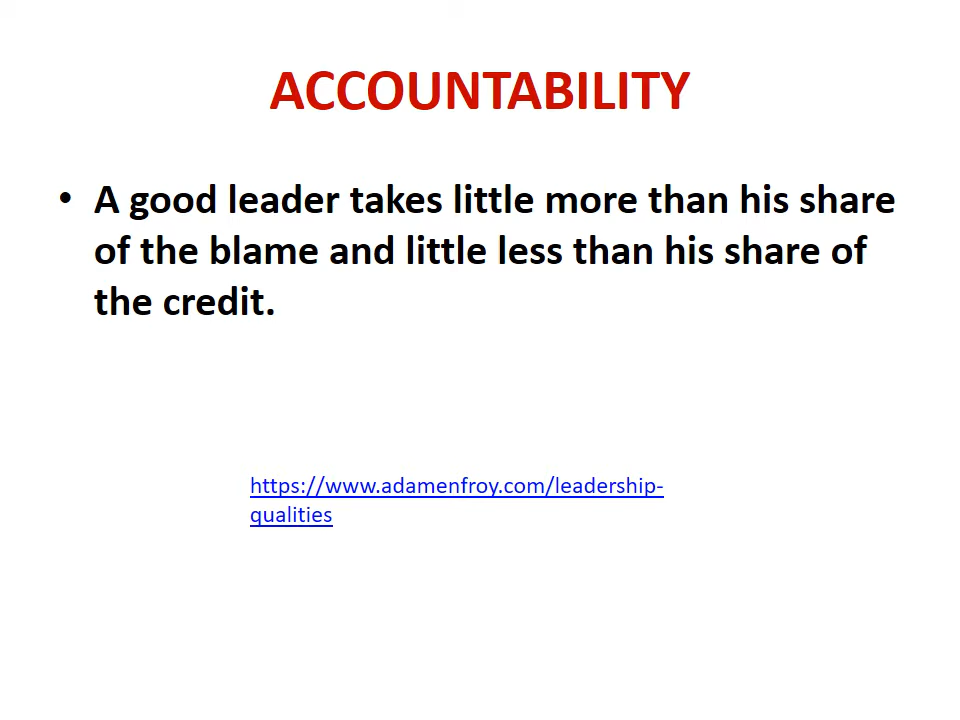 ACCOUNTABILITY
• A good leader takes little more than his share
of the blame and little less than his share of
the credit.
https://www.adamenfroy.com/leadership-
qualities